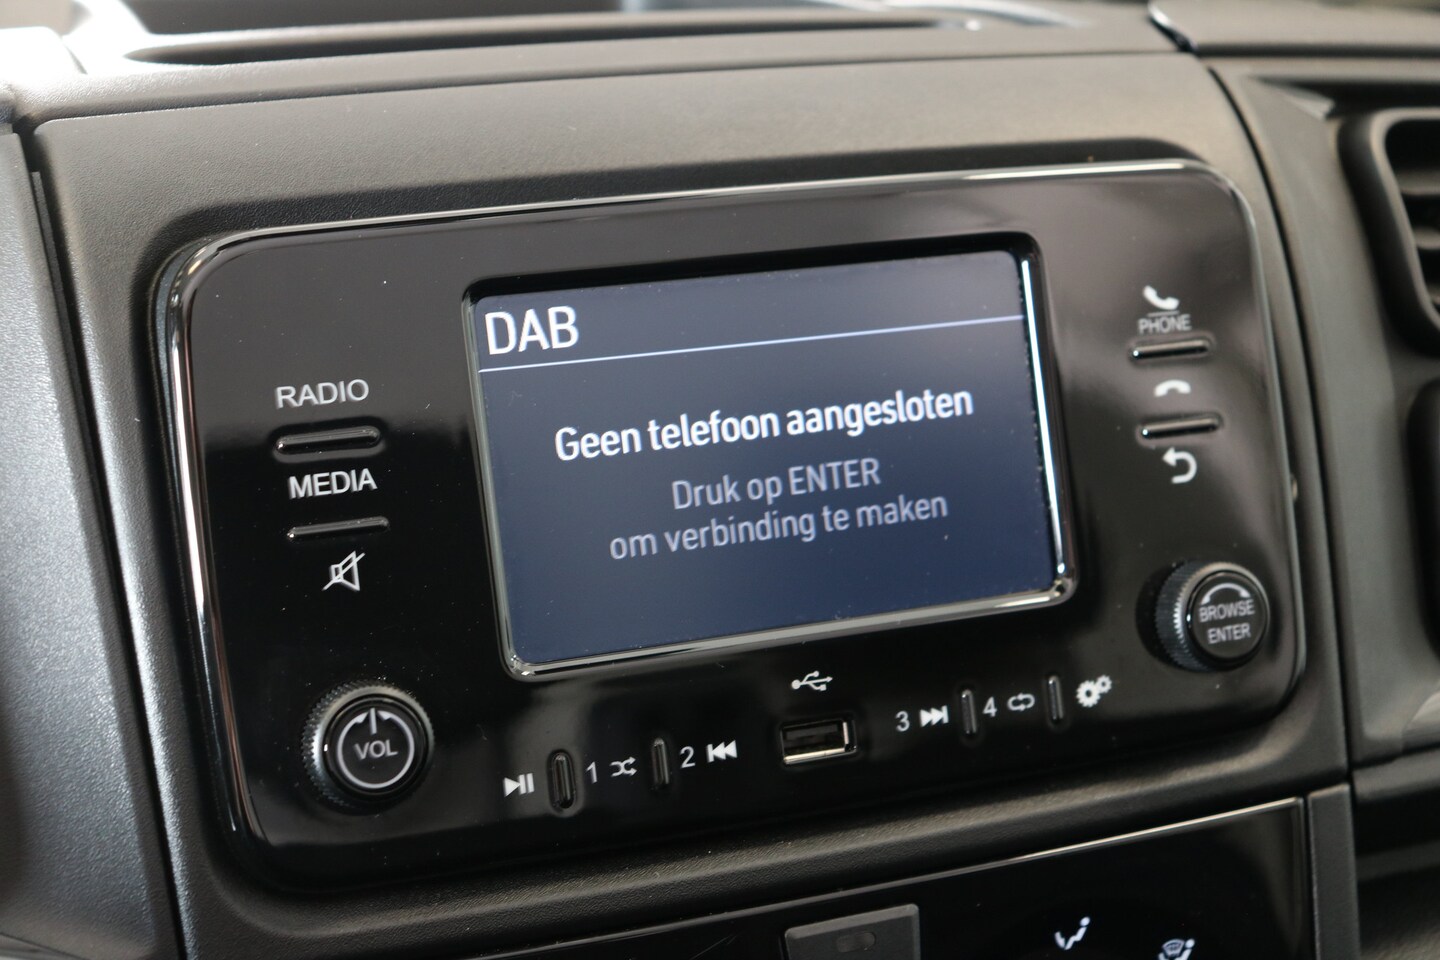 DAB
Geen telefoon aangesloten
Druk op ENTER
om verbinding te maken
RADIO
MEDIA
VOL
PHONE
BROWSE
ENTER
1
2
3
4